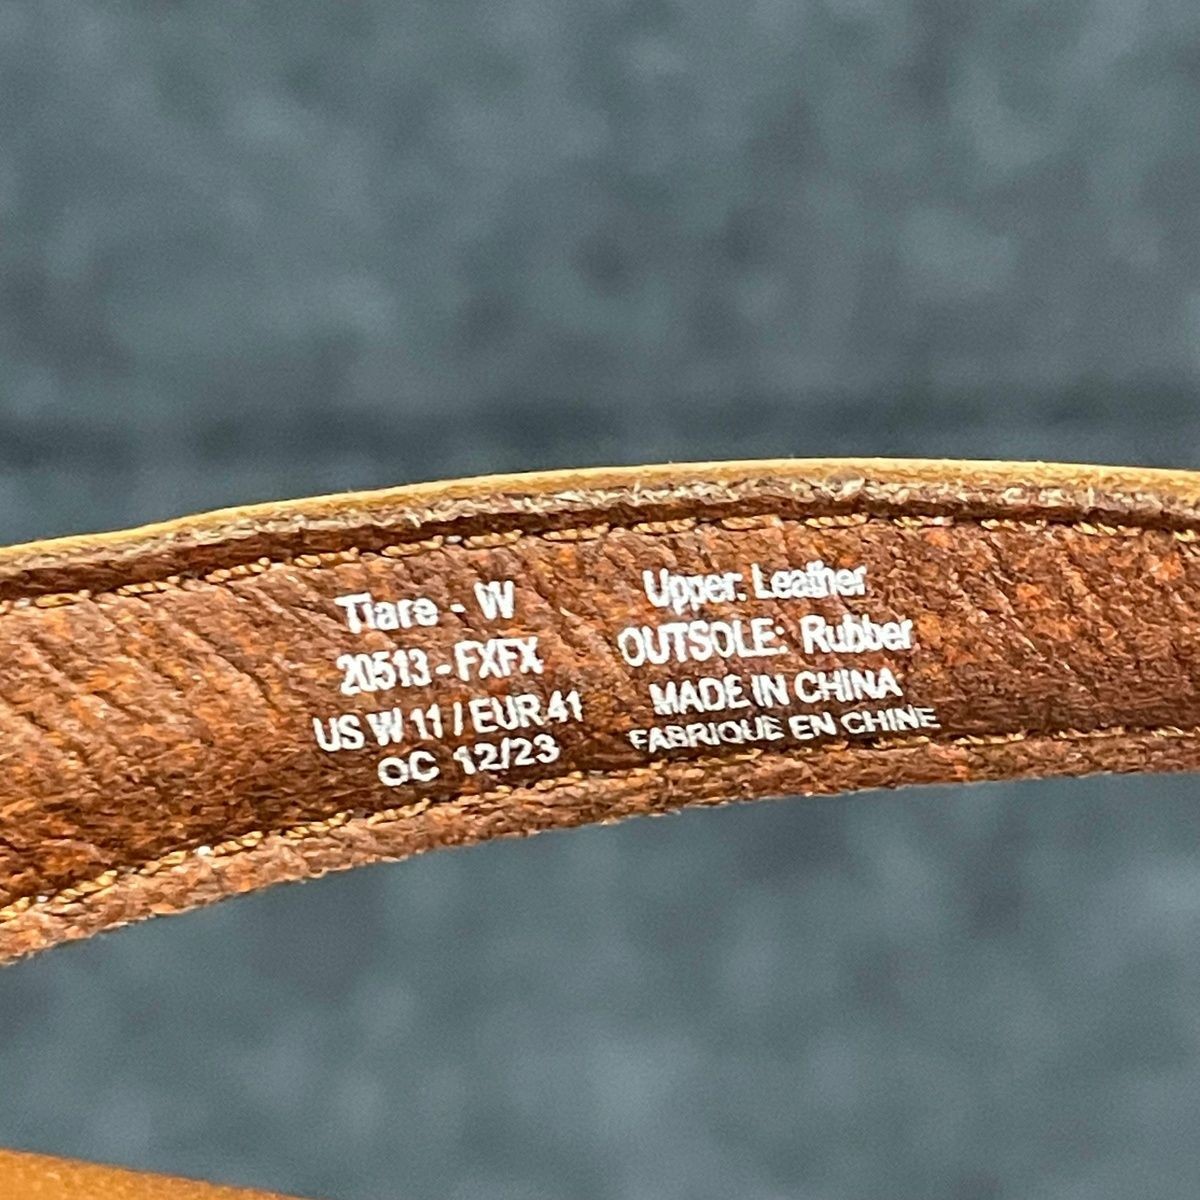 Tiare - W
20513 - FXFX
US W 11 / EUR 41
OC 12/23
Upper: Leather
OUTSOLE: Rubber
MADE IN CHINA
FABRIQUE EN CHINE